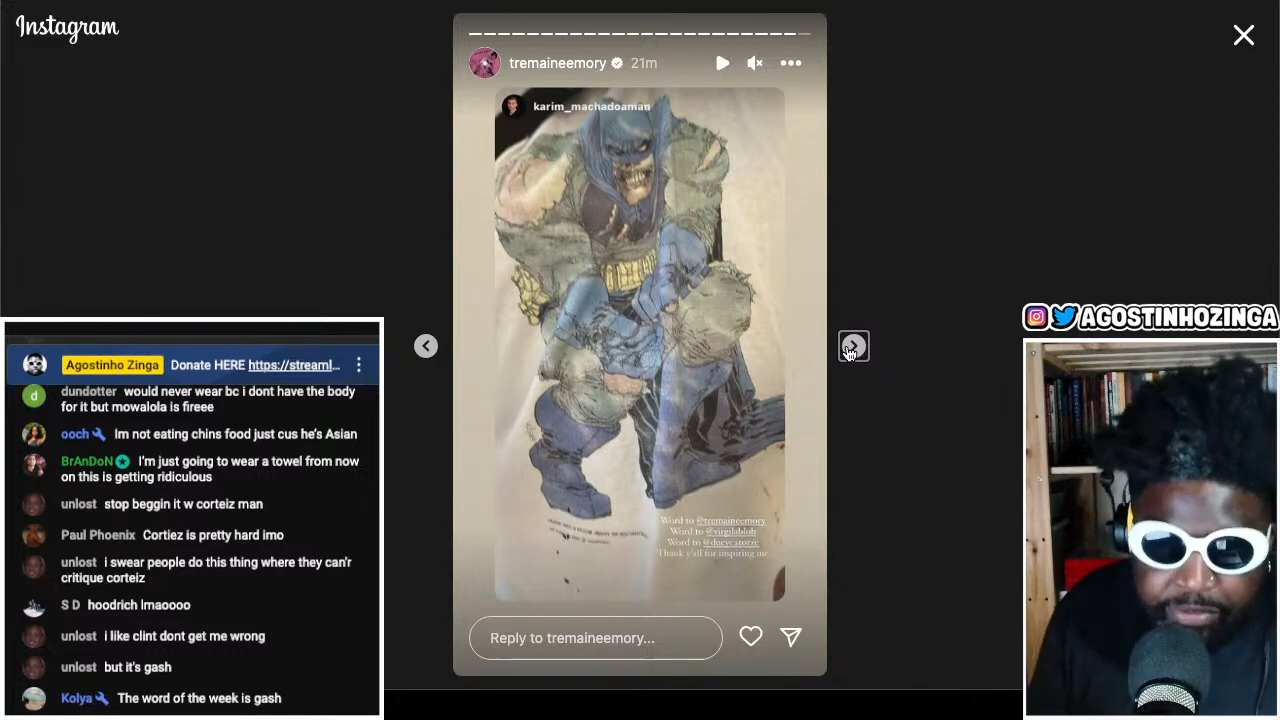 Instagram
tremaineemory 21m
karim_machadoaman
Word to @tremaineemory
Word to @virgilabloh
Word to @ducycatorze
Thank y'all for inspiring me
Reply to tremaineemory...
AGOSTINHOZINGA
Agostinho Zinga Donate HERE https://streaml...
dundotter would never wear bc i dont have the body
for it but mowalola is fireee
ooch Im not eating chins food just cus he's Asian
BrAnDoN I'm just going to wear a towel from now
on this is getting ridiculous
unlost stop beggin it w corteiz man
Paul Phoenix Cortiez is pretty hard imo
unlost i swear people do this thing where they can'r
critique corteiz
S D hoodrich lmaoooo
unlost i like clint dont get me wrong
unlost but it's gash
Kolya The word of the week is gash